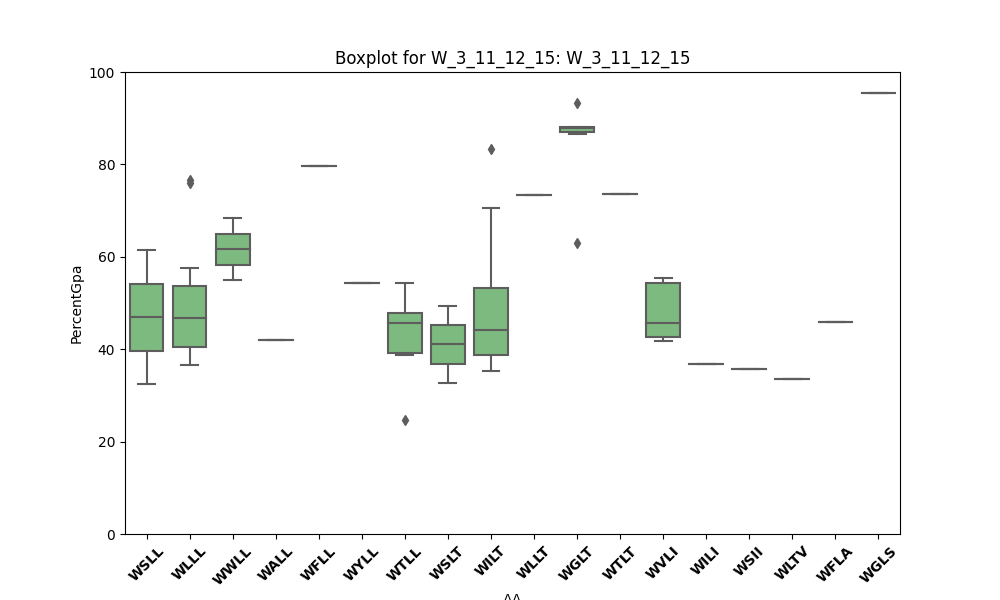 Boxplot for W_3_11_12_15: W_3_11_12_15
PercentGpa
100
80
60
40
20
0
WSLL WLLL WWLL WALL WFLL WYLL WTLL WSLT WILT WLLT WGLT WTLT WVLI WILI WSII WLTV WFLA WGLS
AA